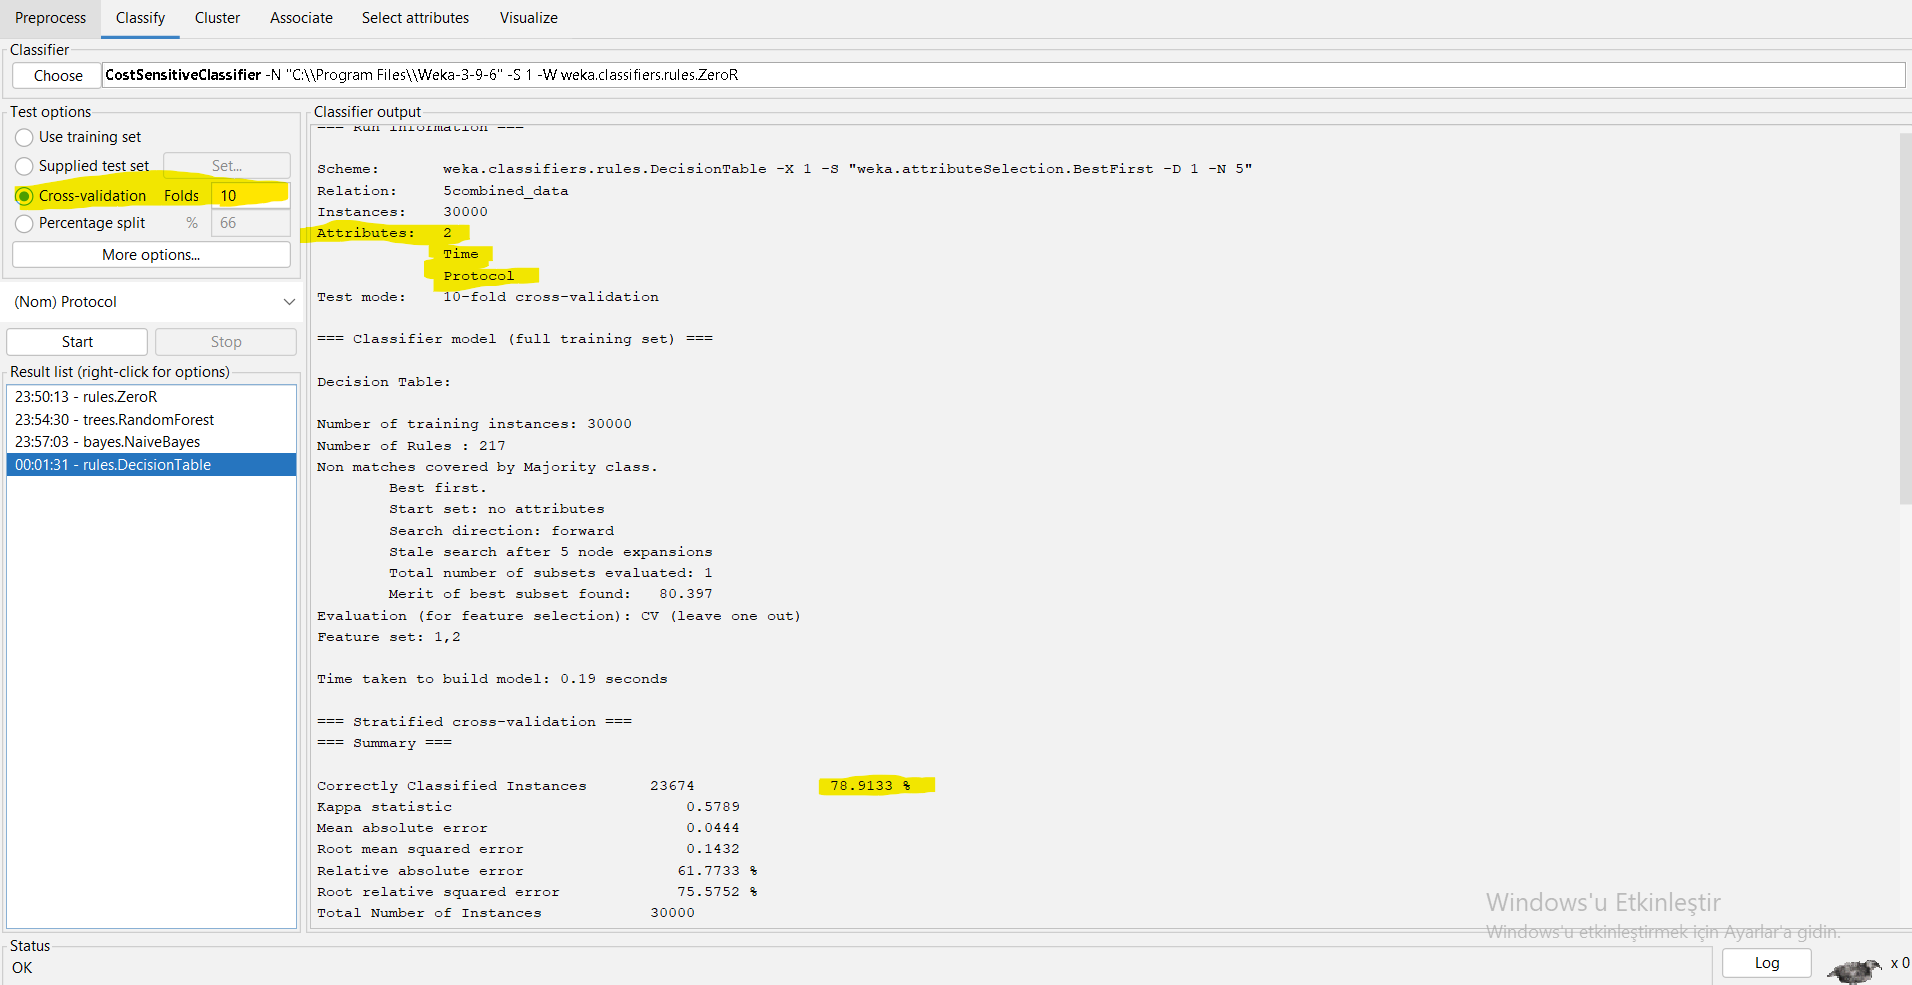 Preprocess Classify Cluster Associate Select attributes Visualize
Classifier
Choose CostSensitiveClassifier -N "C:\\Program Files\\Weka-3-9-6" -S 1 -W weka.classifiers.rules.ZeroR
Test options
Use training set
Supplied test set Set...
Cross-validation Folds 10
Percentage split % 66
More options...
(Nom) Protocol
Start Stop
Result list (right-click for options)
23:50:13 - rules.ZeroR
23:54:30 - trees.RandomForest
23:57:03 - bayes.NaiveBayes
00:01:31 - rules.DecisionTable
Classifier output
=== Run information ===
Scheme: weka.classifiers.rules.DecisionTable -X 1 -S "weka.attributeSelection.BestFirst -D 1 -N 5"
Relation: 5combined_data
Instances: 30000
Attributes: 2
Time
Protocol
Test mode: 10-fold cross-validation
=== Classifier model (full training set) ===
Decision Table:
Number of training instances: 30000
Number of Rules : 217
Non matches covered by Majority class.
Best first.
Start set: no attributes
Search direction: forward
Stale search after 5 node expansions
Total number of subsets evaluated: 1
Merit of best subset found: 80.397
Evaluation (for feature selection): CV (leave one out)
Feature set: 1,2
Time taken to build model: 0.19 seconds
=== Stratified cross-validation ===
=== Summary ===
Correctly Classified Instances 23674 78.9133 %
Kappa statistic 0.5789
Mean absolute error 0.0444
Root mean squared error 0.1432
Relative absolute error 61.7733 %
Root relative squared error 75.5752 %
Total Number of Instances 30000
Windows'u Etkinleştir
Windows'u etkinleştirmek için Ayarlar'a gidin.
Status
OK
Log x 0